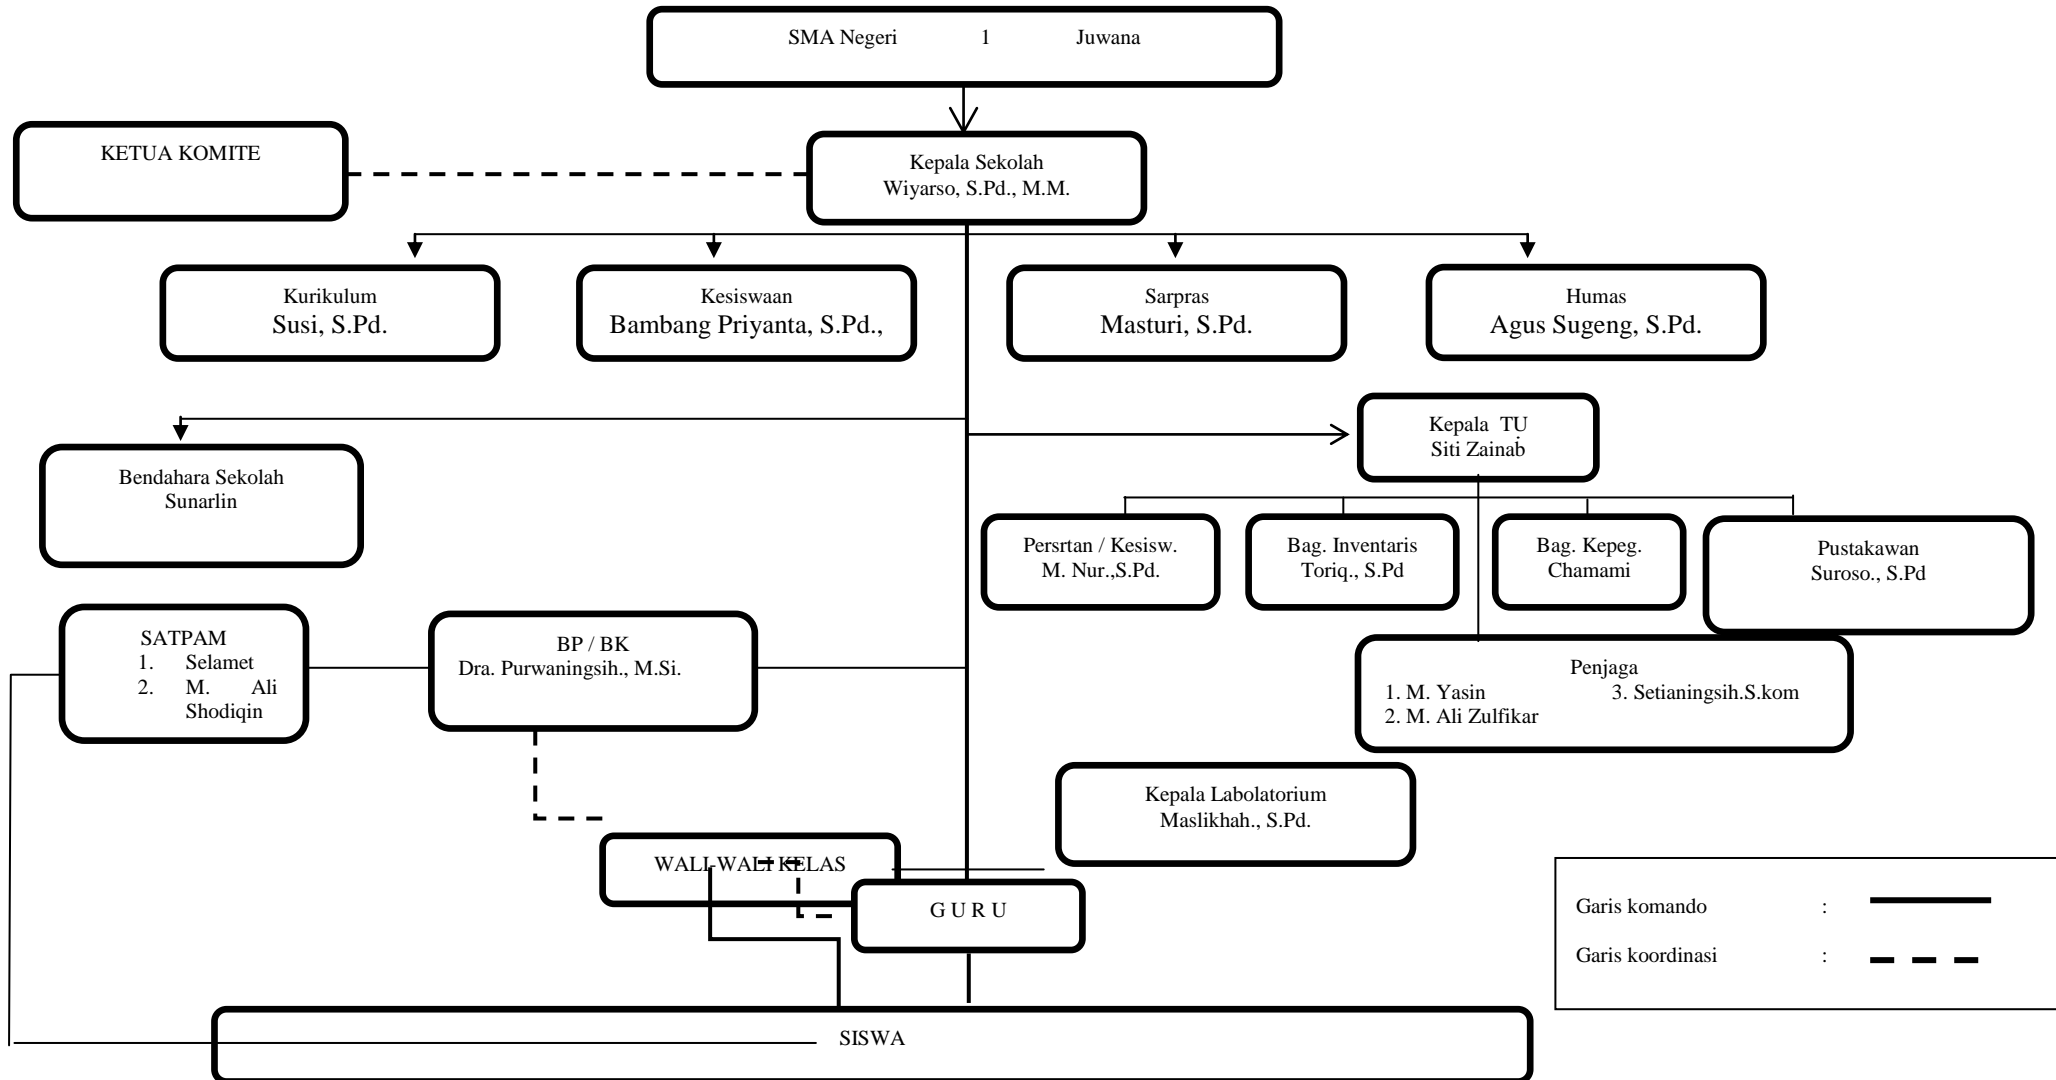 SMA Negeri 1 Juwana
KETUA KOMITE
Kepala Sekolah
Wiyarso, S.Pd., M.M.
Kurikulum
Susi, S.Pd.
Kesiswaan
Bambang Priyanta, S.Pd.,
Sarpras
Masturi, S.Pd.
Humas
Agus Sugeng, S.Pd.
Kepala TU
Siti Zainab
Bendahara Sekolah
Sunarlin
Persrtan / Kesisw.
M. Nur.,S.Pd.
Bag. Inventaris
Toriq., S.Pd
Bag. Kepeg.
Chamami
Pustakawan
Suroso., S.Pd
SATPAM
1. Selamet
2. M. Ali
Shodiqin
BP / BK
Dra. Purwaningsih., M.Si.
Penjaga
1. M. Yasin 3. Setianingsih.S.kom
2. M. Ali Zulfikar
Kepala Labolatorium
Maslikhah., S.Pd.
WALI-WALI KELAS
G U R U
Garis komando :
Garis koordinasi :
SISWA